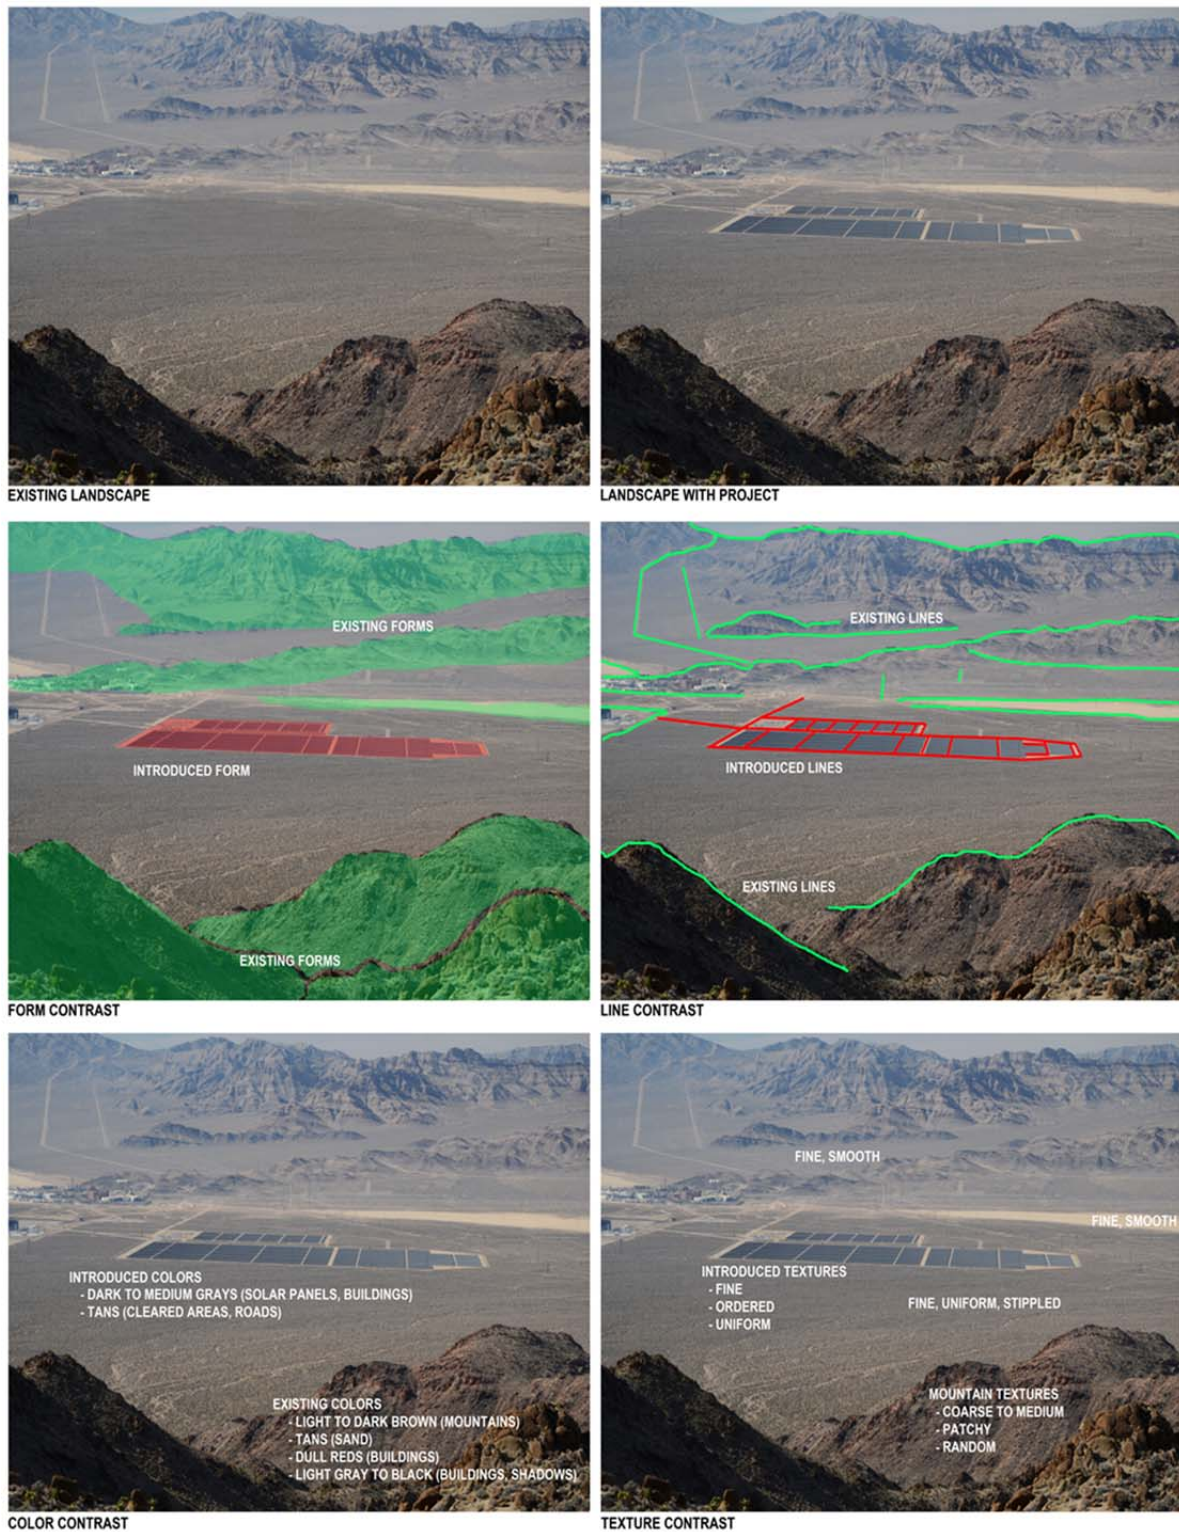 EXISTING LANDSCAPE
LANDSCAPE WITH PROJECT
EXISTING FORMS
INTRODUCED FORM
EXISTING FORMS
FORM CONTRAST
EXISTING LINES
INTRODUCED LINES
EXISTING LINES
LINE CONTRAST
INTRODUCED COLORS
- DARK TO MEDIUM GRAYS (SOLAR PANELS, BUILDINGS)
- TANS (CLEARED AREAS, ROADS)
EXISTING COLORS
- LIGHT TO DARK BROWN (MOUNTAINS)
- TANS (SAND)
- DULL REDS (BUILDINGS)
- LIGHT GRAY TO BLACK (BUILDINGS, SHADOWS)
COLOR CONTRAST
FINE, SMOOTH
FINE, SMOOTH
INTRODUCED TEXTURES
- FINE
- ORDERED
- UNIFORM
FINE, UNIFORM, STIPPLED
MOUNTAIN TEXTURES
- COARSE TO MEDIUM
- PATCHY
- RANDOM
TEXTURE CONTRAST